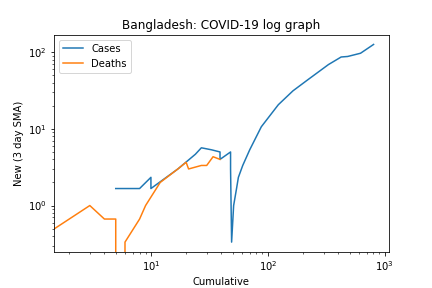 Bangladesh: COVID-19 log graph
Cases
Deaths
New (3 day SMA)
10²
10¹
10⁰
10¹
10²
10³
Cumulative